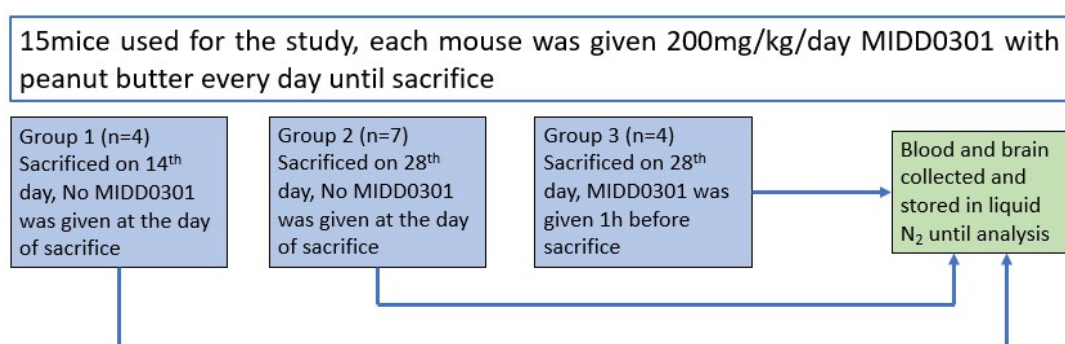 15mice used for the study, each mouse was given 200mg/kg/day MIDD0301 with
peanut butter every day until sacrifice
Group 1 (n=4)
Sacrificed on 14th
day, No MIDD0301
was given at the day
of sacrifice
Group 2 (n=7)
Sacrificed on 28th
day, No MIDD0301
was given at the day
of sacrifice
Group 3 (n=4)
Sacrificed on 28th
day, MIDD0301 was
given 1h before
sacrifice
Blood and brain
collected and
stored in liquid
N₂ until analysis